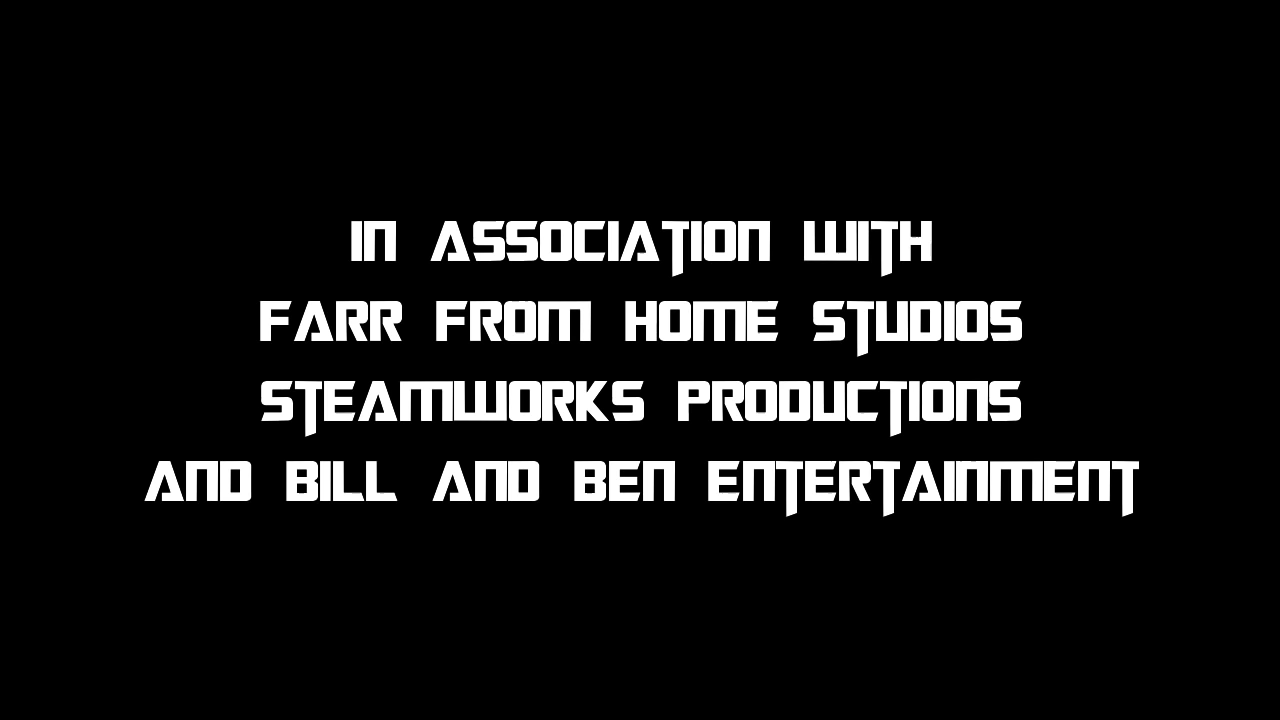 IN ASSOCIATION WITH
FARR FROM HOME STUDIOS
STEAMWORKS PRODUCTIONS
AND BILL AND BEN ENTERTAINMENT